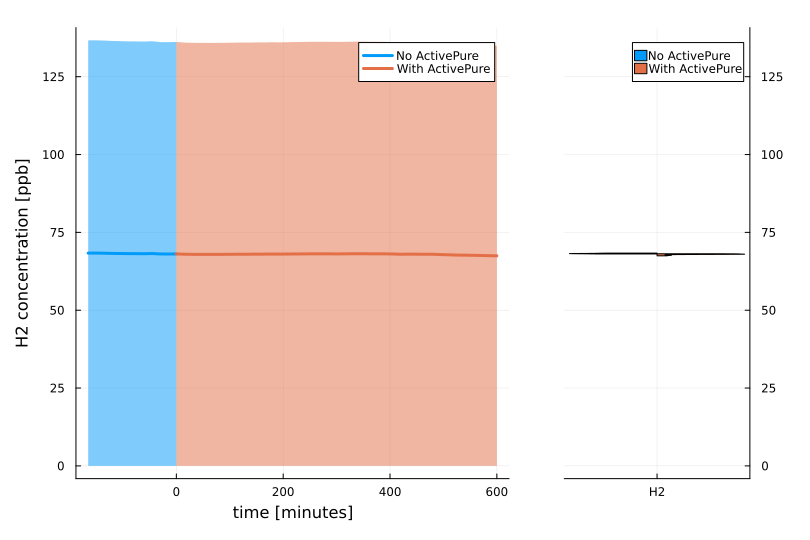 No ActivePure
With ActivePure
H2 concentration [ppb]
125
100
75
50
25
0
0 200 400 600
time [minutes]
No ActivePure
With ActivePure
125
100
75
50
25
0
H2